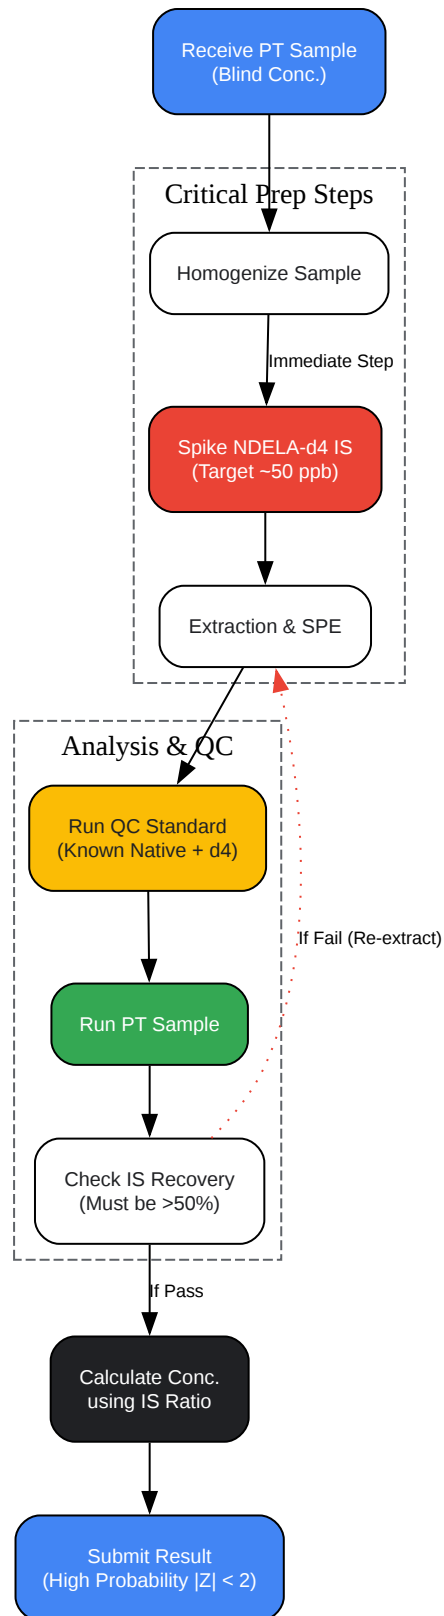 Receive PT Sample
(Blind Conc.)
Critical Prep Steps
Homogenize Sample
Immediate Step
Spike NDELA-d4 IS
(Target ~50 ppb)
Extraction & SPE
Analysis & QC
Run QC Standard
(Known Native + d4)
If Fail (Re-extract)
Run PT Sample
Check IS Recovery
(Must be >50%)
If Pass
Calculate Conc.
using IS Ratio
Submit Result
(High Probability |Z| < 2)